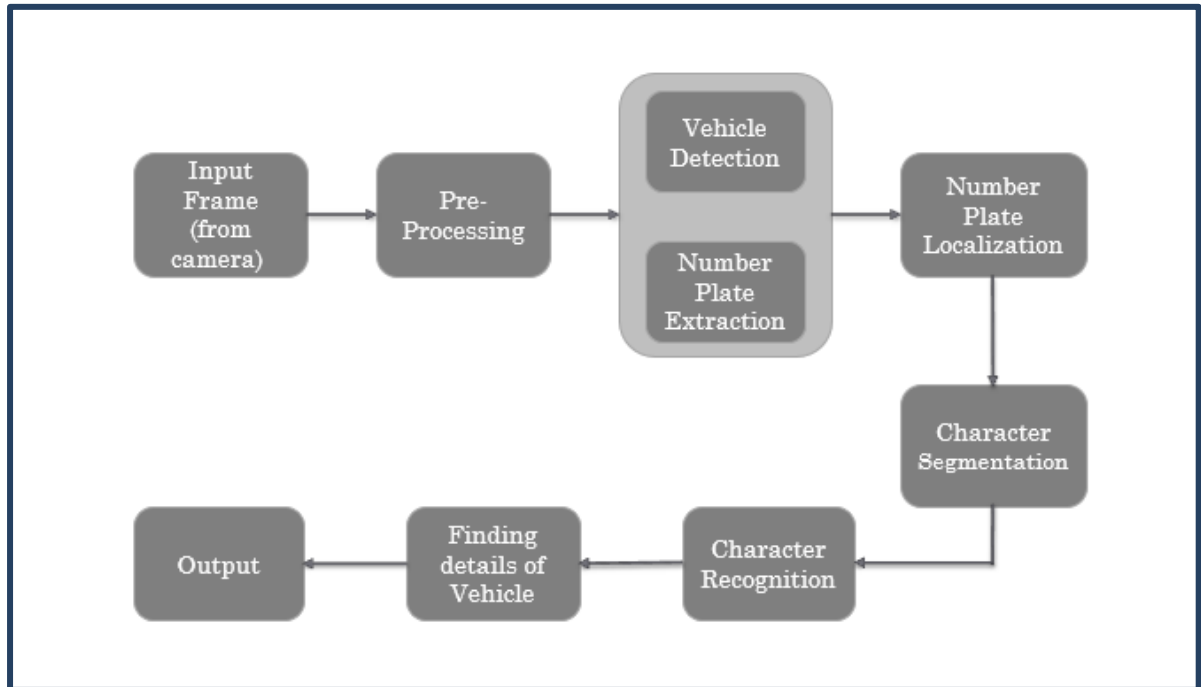 Input
Frame
(from
camera)
Pre-
Processing
Vehicle
Detection
Number
Plate
Extraction
Number
Plate
Localization
Character
Segmentation
Character
Recognition
Finding
details of
Vehicle
Output